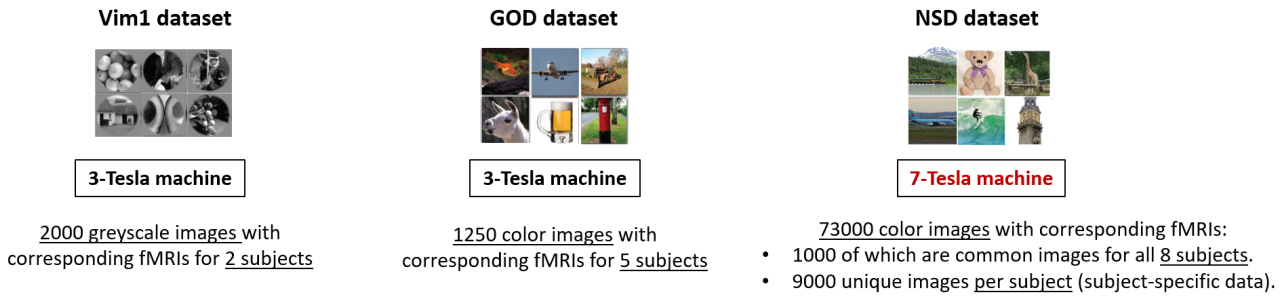 Vim1 dataset
3-Tesla machine
2000 greyscale images with
corresponding fMRIs for 2 subjects
GOD dataset
3-Tesla machine
1250 color images with
corresponding fMRIs for 5 subjects
NSD dataset
7-Tesla machine
73000 color images with corresponding fMRIs:
• 1000 of which are common images for all 8 subjects.
• 9000 unique images per subject (subject-specific data).